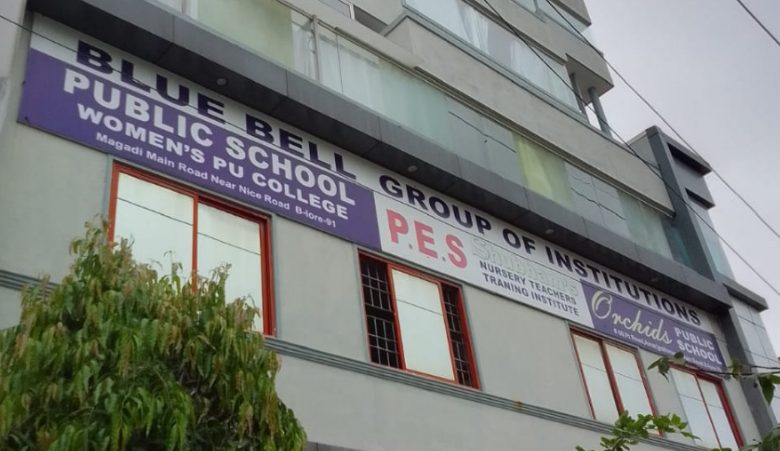 BLUE BELL GROUP OF INSTITUTIONS
PUBLIC SCHOOL
WOMEN'S PU COLLEGE
Magadi Main Road Near Nice Road B-lore-91
P.E.S
NURSERY TEACHERS
TRANING INSTITUTE
Orchids PUBLIC
SCHOOL